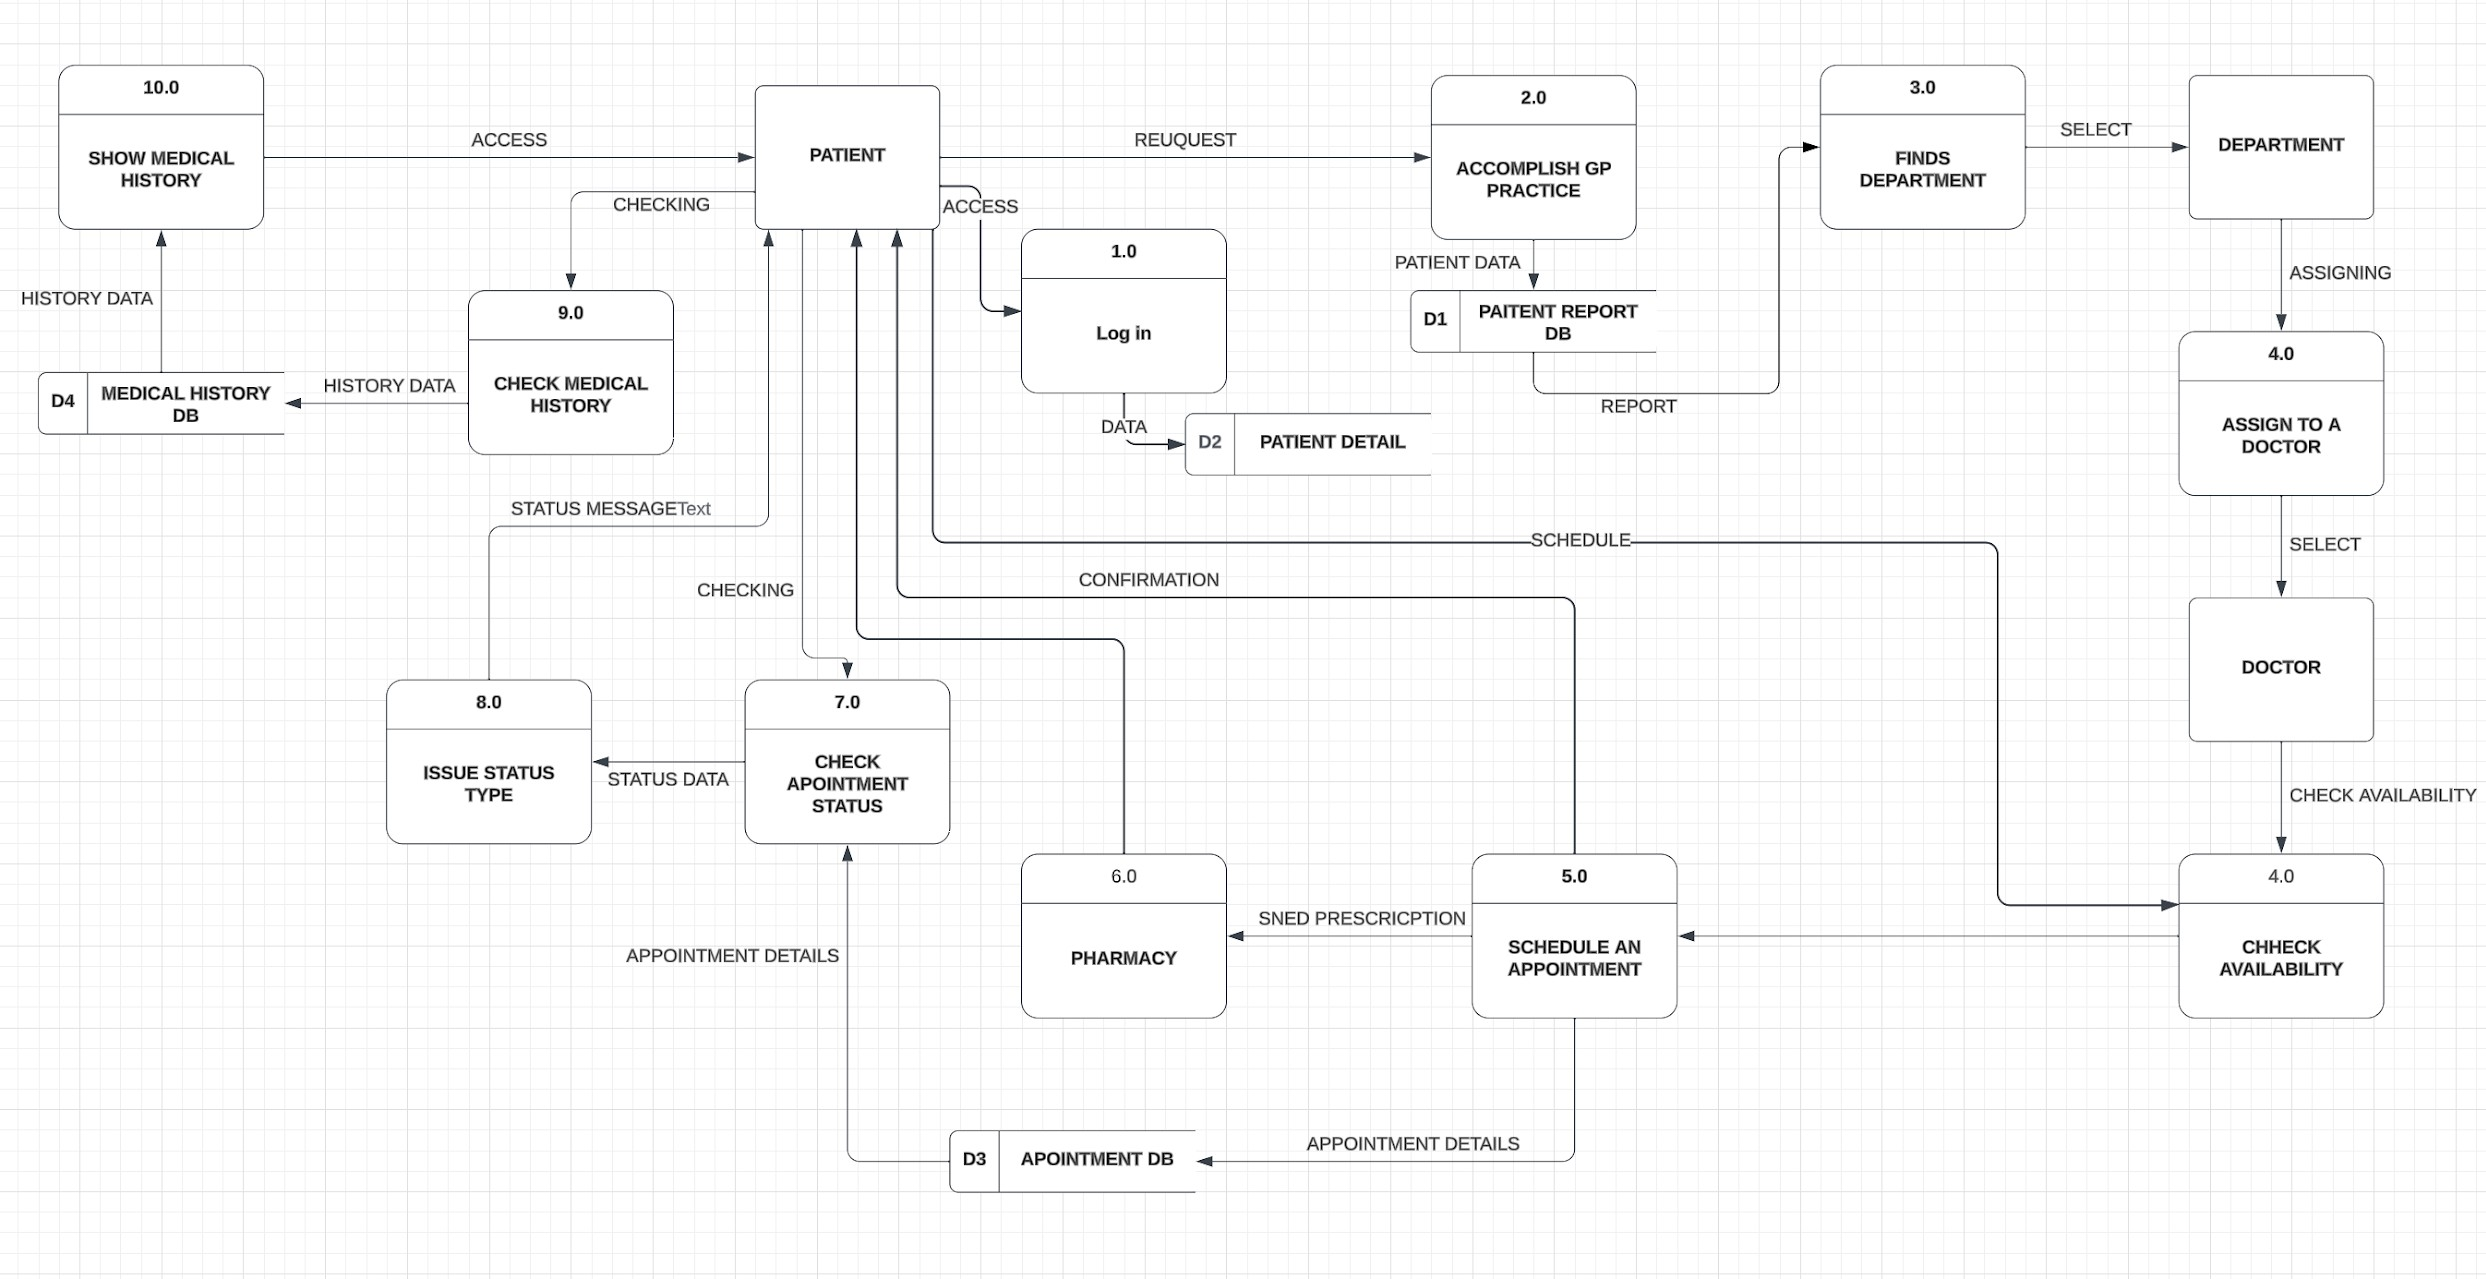 10.0
SHOW MEDICAL
HISTORY
ACCESS
PATIENT
REUQUEST
2.0
ACCOMPLISH GP
PRACTICE
3.0
FINDS
DEPARTMENT
SELECT
DEPARTMENT
CHECKING
ACCESS
1.0
Log in
PATIENT DATA
ASSIGNING
HISTORY DATA
9.0
CHECK MEDICAL
HISTORY
D1
PAITENT REPORT
DB
4.0
ASSIGN TO A
DOCTOR
D4
MEDICAL HISTORY
DB
HISTORY DATA
REPORT
DATA
D2
PATIENT DETAIL
STATUS MESSAGEText
SCHEDULE
SELECT
CHECKING
CONFIRMATION
DOCTOR
8.0
ISSUE STATUS
TYPE
STATUS DATA
7.0
CHECK
APOINTMENT
STATUS
CHECK AVAILABILITY
6.0
PHARMACY
SNED PRESCRICPTION
5.0
SCHEDULE AN
APPOINTMENT
4.0
CHHECK
AVAILABILITY
APPOINTMENT DETAILS
D3
APOINTMENT DB
APPOINTMENT DETAILS